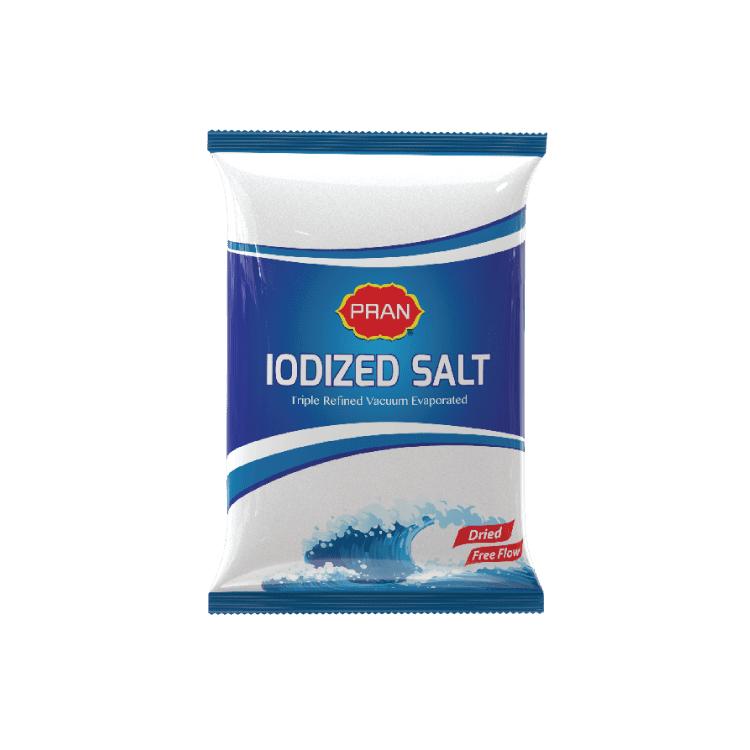 PRAN
IODIZED SALT
Triple Refined Vacuum Evaporated
Dried
Free Flow